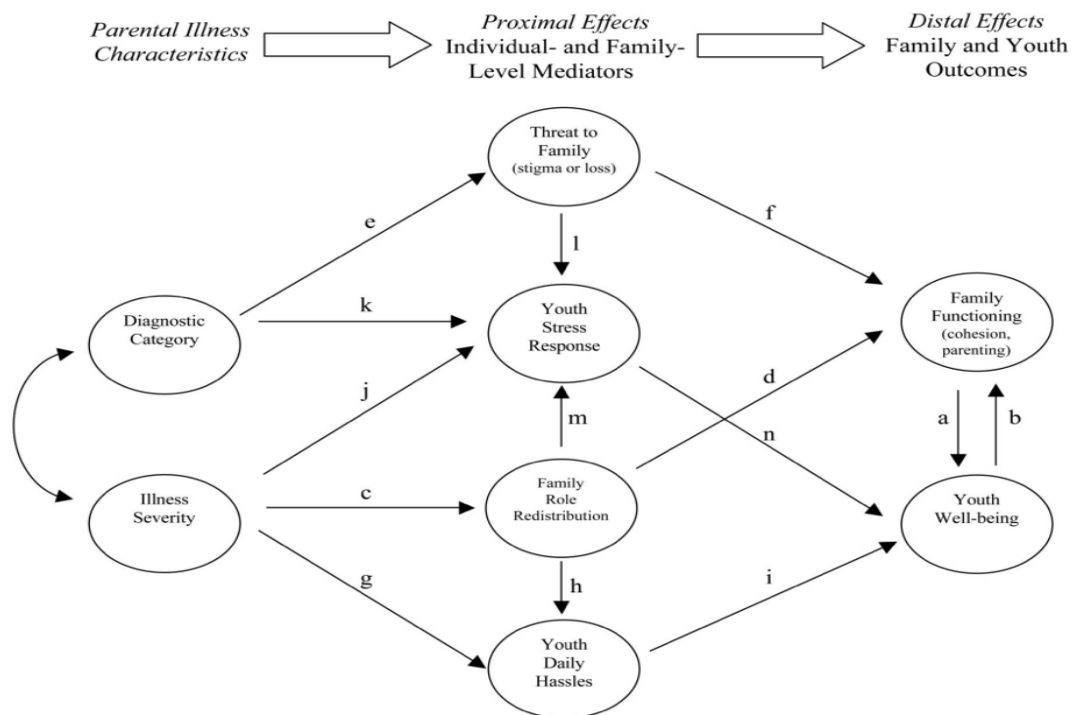 Parental Illness
Characteristics
Proximal Effects
Individual- and Family-
Level Mediators
Distal Effects
Family and Youth
Outcomes
Threat to
Family
(stigma or loss)
e
f
l
Diagnostic
Category
k
Youth
Stress
Response
Family
Functioning
(cohesion,
parenting)
j
d
m
n
a
b
Illness
Severity
c
Family
Role
Redistribution
Youth
Well-being
g
h
i
Youth
Daily
Hassles